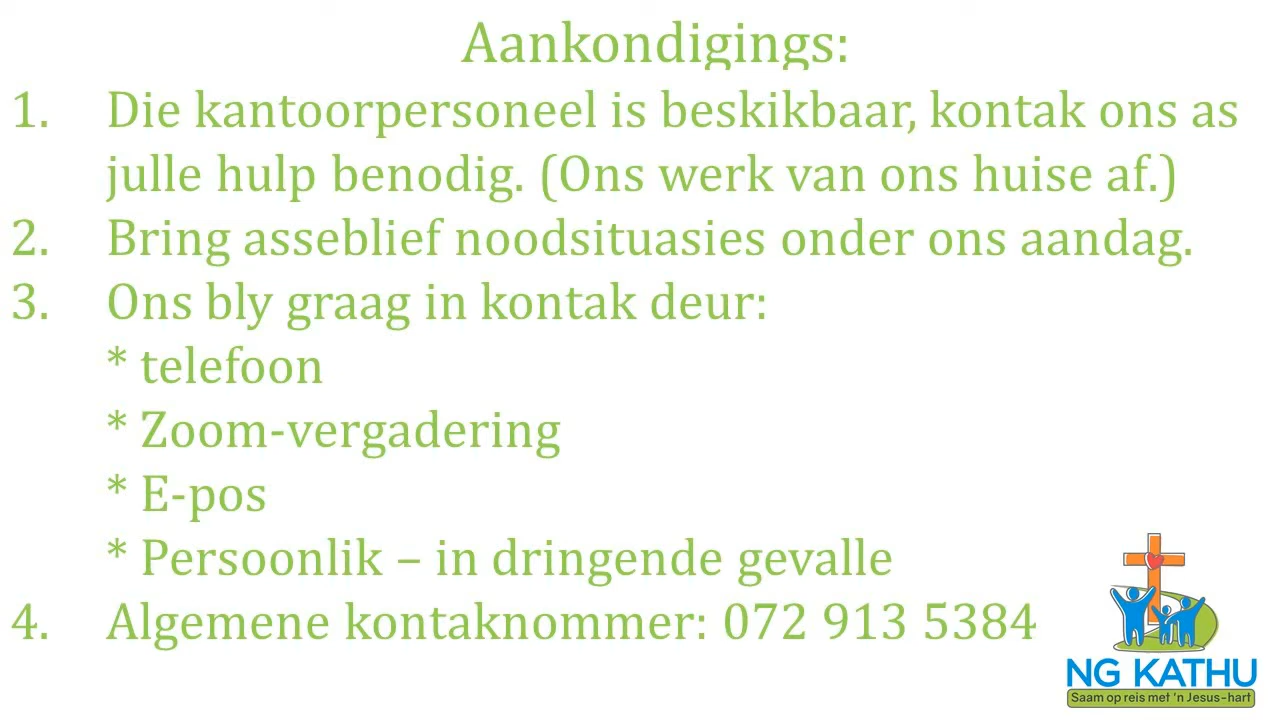 Aankondigings:
1. Die kantoorpersoneel is beskikbaar, kontak ons as
julle hulp benodig. (Ons werk van ons huise af.)
2. Bring asseblief noodsituasies onder ons aandag.
3. Ons bly graag in kontak deur:
* telefoon
* Zoom-vergadering
* E-pos
* Persoonlik – in dringende gevalle
4. Algemene kontaknommer: 072 913 5384
NG KATHU
Saam op reis met 'n Jesus-hart